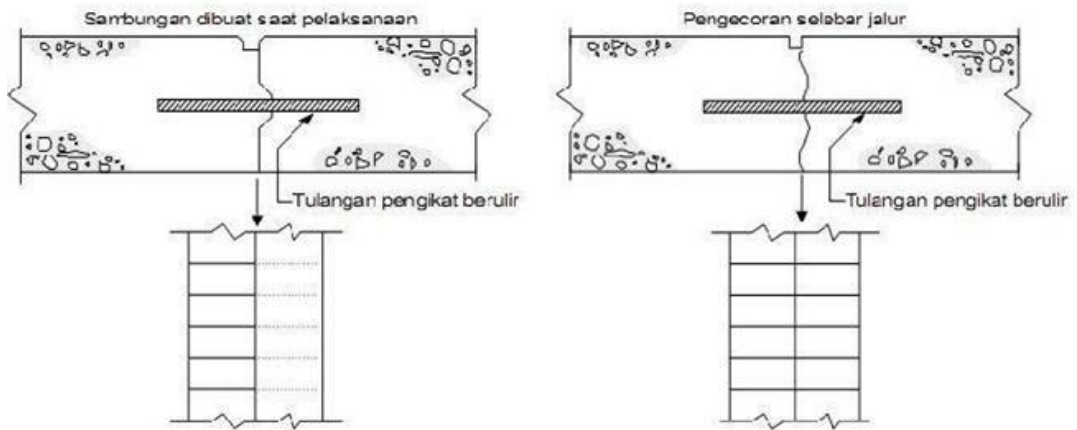 Sambungan dibuat saat pelaksanaan
Pengecoran selebar jalur
Tulangan pengikat berulir
Tulangan pengikat berulir